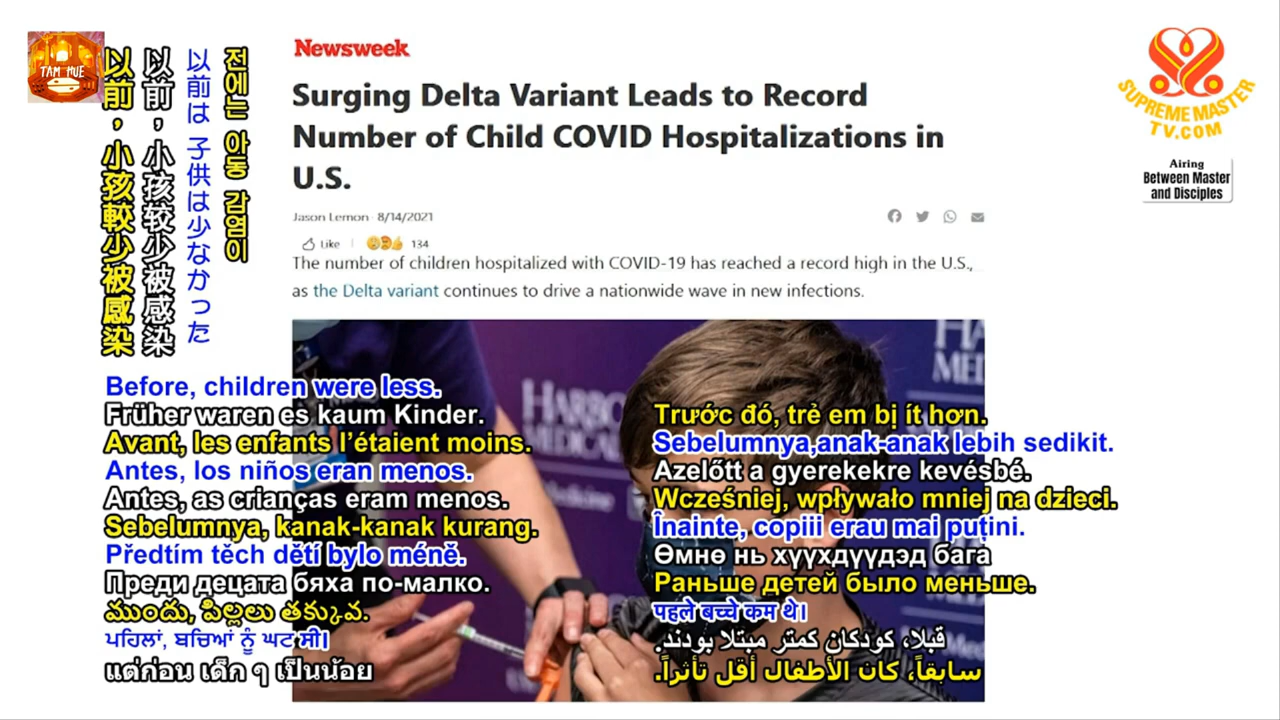 TAM HUE
전에는 아동 감염이
以前は 子供は少なかった
以前，小孩较少被感染
以前，小孩較少被感染
Newsweek
Surging Delta Variant Leads to Record
Number of Child COVID Hospitalizations in
U.S.
Jason Lemon · 8/14/2021
Like
134
The number of children hospitalized with COVID-19 has reached a record high in the U.S.,
as the Delta variant continues to drive a nationwide wave in new infections.
SUPREME MASTER
TV.COM
Airing
Between Master
and Disciples
Before, children were less.
Früher waren es kaum Kinder.
Avant, les enfants l’étaient moins.
Antes, los niños eran menos.
Antes, as crianças eram menos.
Sebelumnya, kanak-kanak kurang.
Předtím těch dětí bylo méně.
Преди децата бяха по-малко.
ముందు, పిల్లలు తక్కువ.
ਪਹਿਲਾਂ, ਬਚਿਆਂ ਨੂੰ ਘਟ ਸੀ।
แต่ก่อน เด็ก ๆ เป็นน้อย
Trước đó, trẻ em bị ít hơn.
Sebelumnya,anak-anak lebih sedikit.
Azelőtt a gyerekekre kevésbé.
Wcześniej, wpływało mniej na dzieci.
Înainte, copiii erau mai puțini.
Өмнө нь хүүхдүүдэд бага
Раньше детей было меньше.
पहले बच्चे कम थे।
قبلا، کودکان کمتر مبتلا بودند.
سابقاً، كان الأطفال أقل تأثراً.
HARBO
MEDICAL
HA
MED